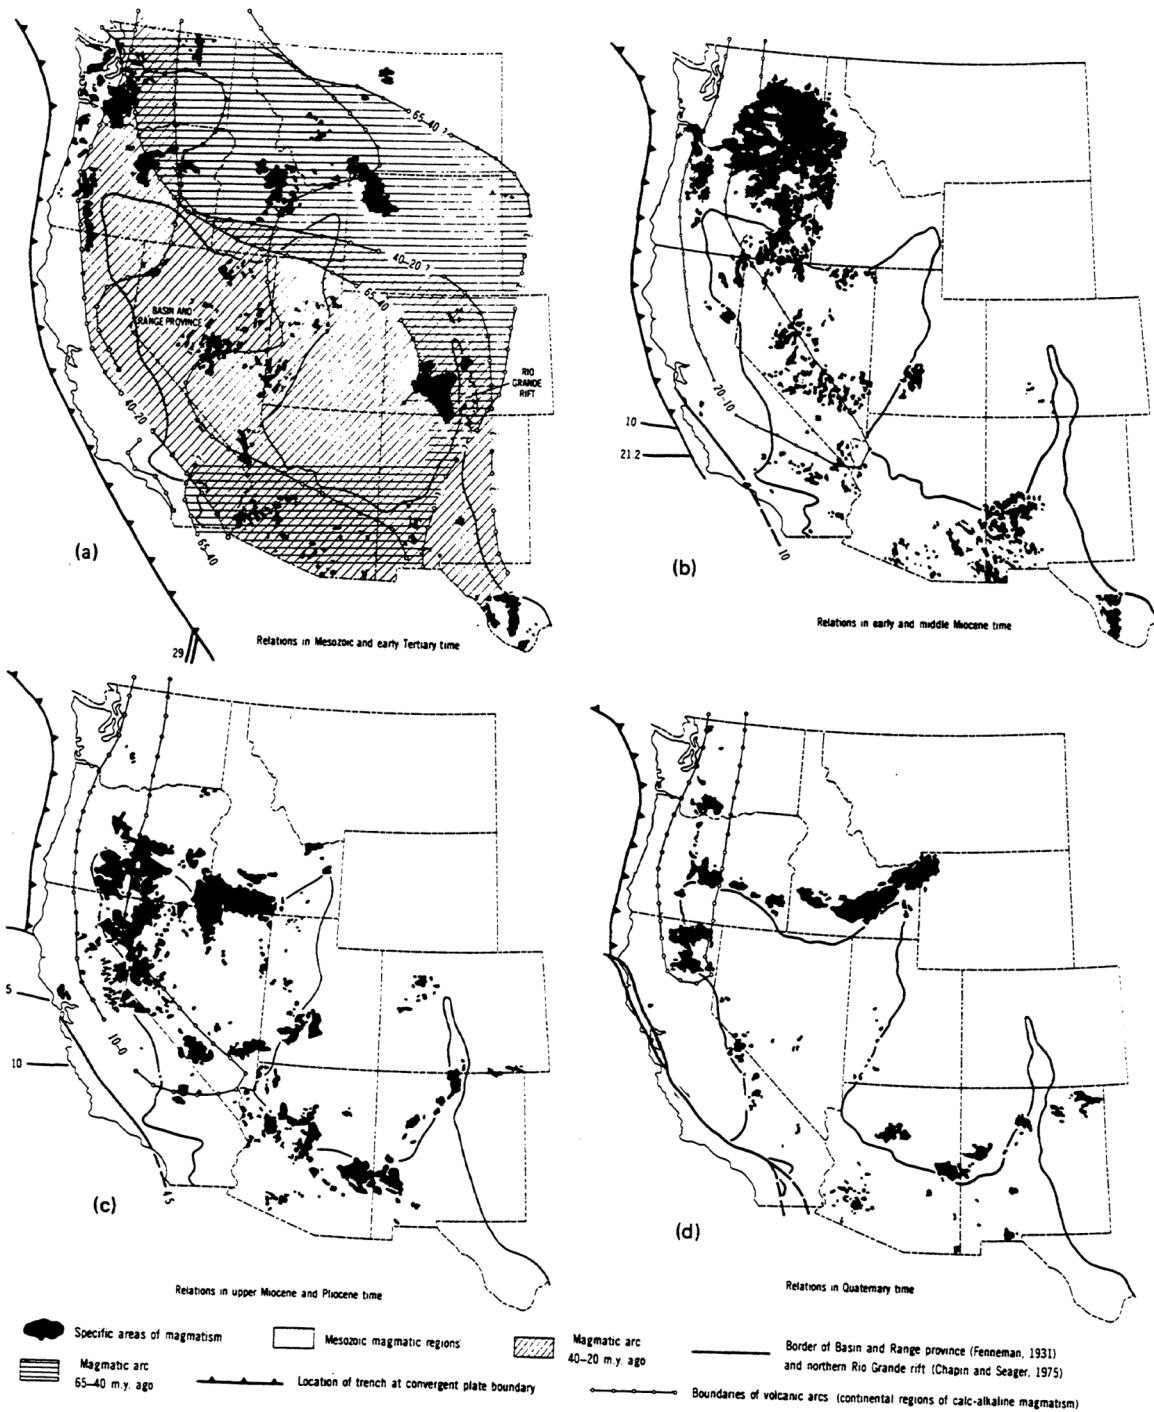 65-40 ?
40-20 ?
65-40
BASIN AND
RANGE PROVINCE
RIO
GRANDE
RIFT
40-20
65-40
(a)
29
Relations in Mesozoic and early Tertiary time
20-10
10
21.2
10
(b)
Relations in early and middle Miocene time
5
10
10-0
4.5
(c)
Relations in upper Miocene and Pliocene time
(d)
Relations in Quaternary time
Specific areas of magmatism
Mesozoic magmatic regions
Magmatic arc
40-20 m.y. ago
Border of Basin and Range province (Fenneman, 1931)
and northern Rio Grande rift (Chapin and Seager, 1975)
Magmatic arc
65-40 m.y. ago
Location of trench at convergent plate boundary
Boundaries of volcanic arcs (continental regions of calc-alkaline magmatism)